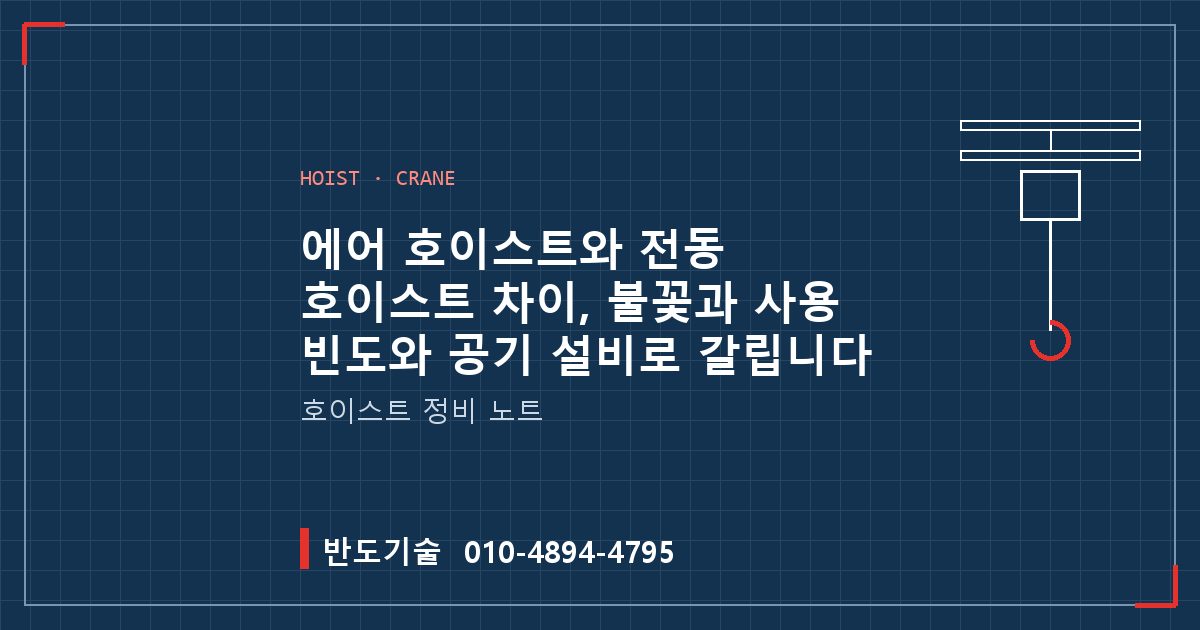 HOIST · CRANE
에어 호이스트와 전동
호이스트 차이, 불꽃과 사용
빈도와 공기 설비로 갈립니다
호이스트 정비 노트
반도기술 010-4894-4795